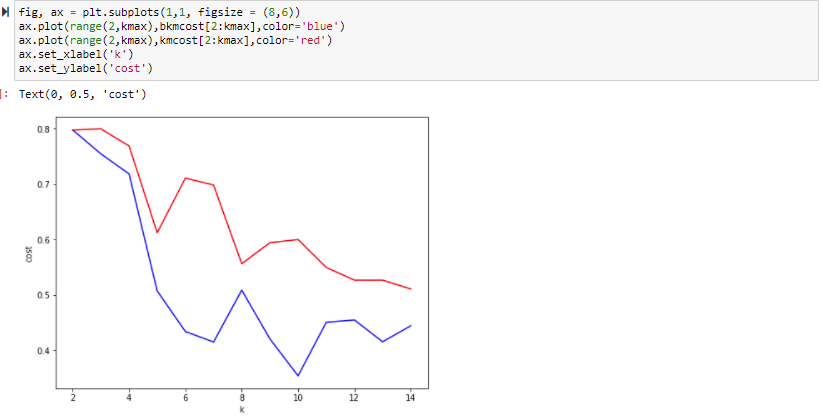 fig, ax = plt.subplots(1,1, figsize = (8,6))
ax.plot(range(2,kmax),bkmcost[2:kmax],color='blue')
ax.plot(range(2,kmax),kmcost[2:kmax],color='red')
ax.set_xlabel('k')
ax.set_ylabel('cost')
]: Text(0, 0.5, 'cost')
0.8
0.7
0.6
cost
0.5
0.4
2 4 6 8 10 12 14
k